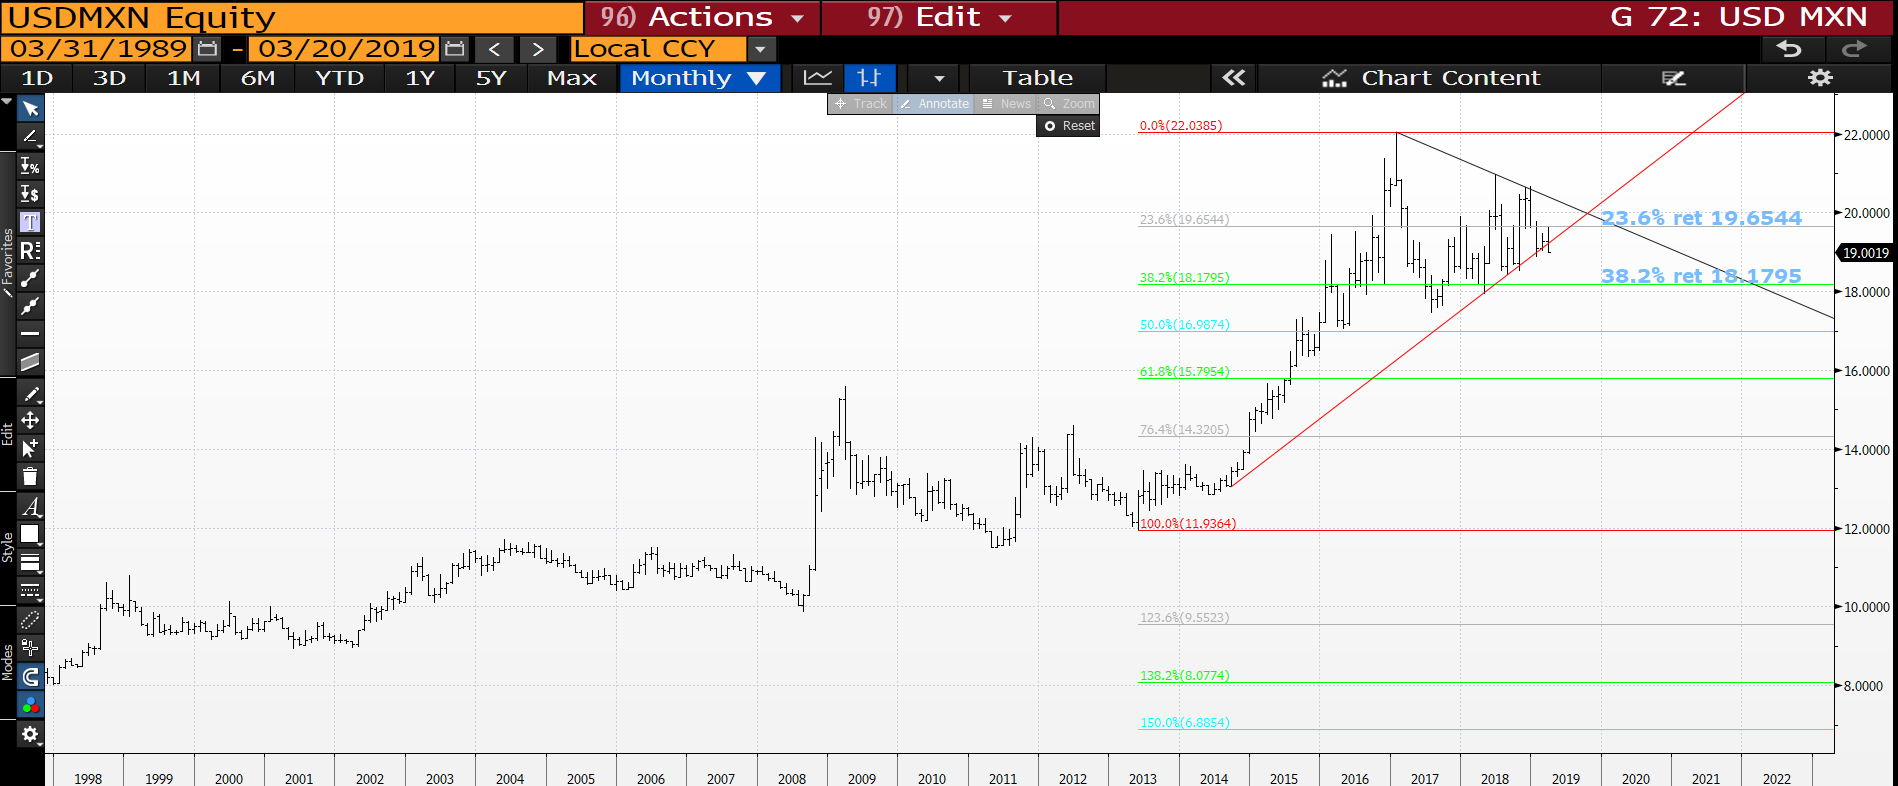 USDMXN Equity 96) Actions 97) Edit G 72: USD MXN
03/31/1989 - 03/20/2019 < > Local CCY
1D 3D 1M 6M YTD 1Y 5Y Max Monthly Table Chart Content
Track Annotate News Zoom
Reset
Favorites
Edit
Style
Modes
0.0%(22.0385)
23.6%(19.6544)
38.2%(18.1795)
50.0%(16.9874)
61.8%(15.7954)
76.4%(14.3205)
100.0%(11.9364)
123.6%(9.5523)
138.2%(8.0774)
150.0%(6.8854)
23.6% ret 19.6544
38.2% ret 18.1795
22.0000
20.0000
19.0019
18.0000
16.0000
14.0000
12.0000
10.0000
8.0000
1998 1999 2000 2001 2002 2003 2004 2005 2006 2007 2008 2009 2010 2011 2012 2013 2014 2015 2016 2017 2018 2019 2020 2021 2022